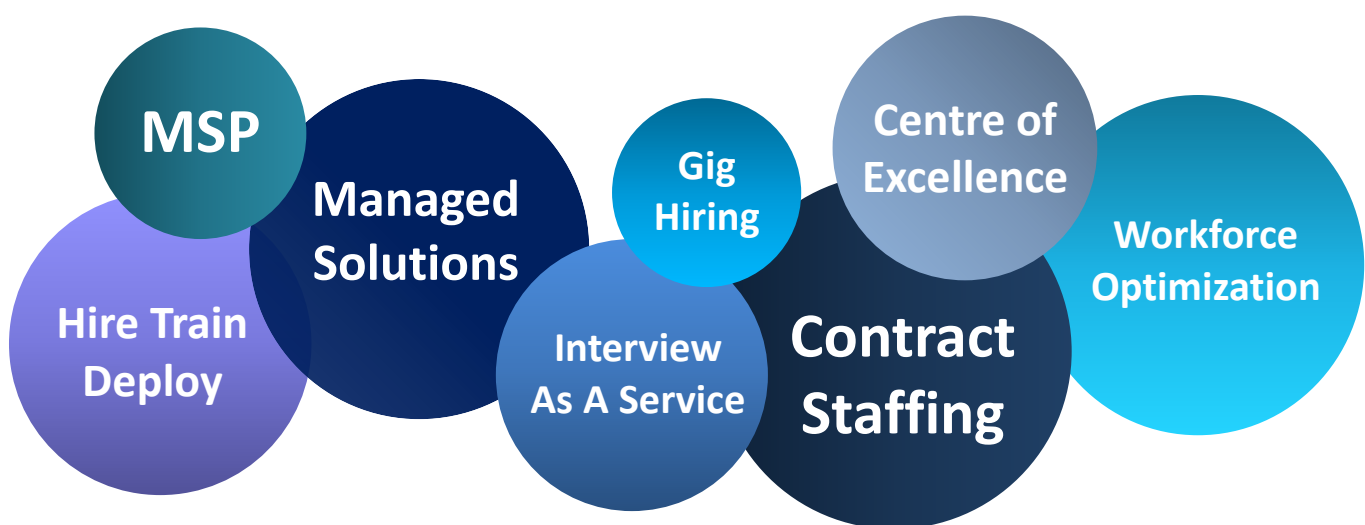 MSP
Hire Train
Deploy
Managed
Solutions
Gig
Hiring
Interview
As A Service
Centre of
Excellence
Contract
Staffing
Workforce
Optimization